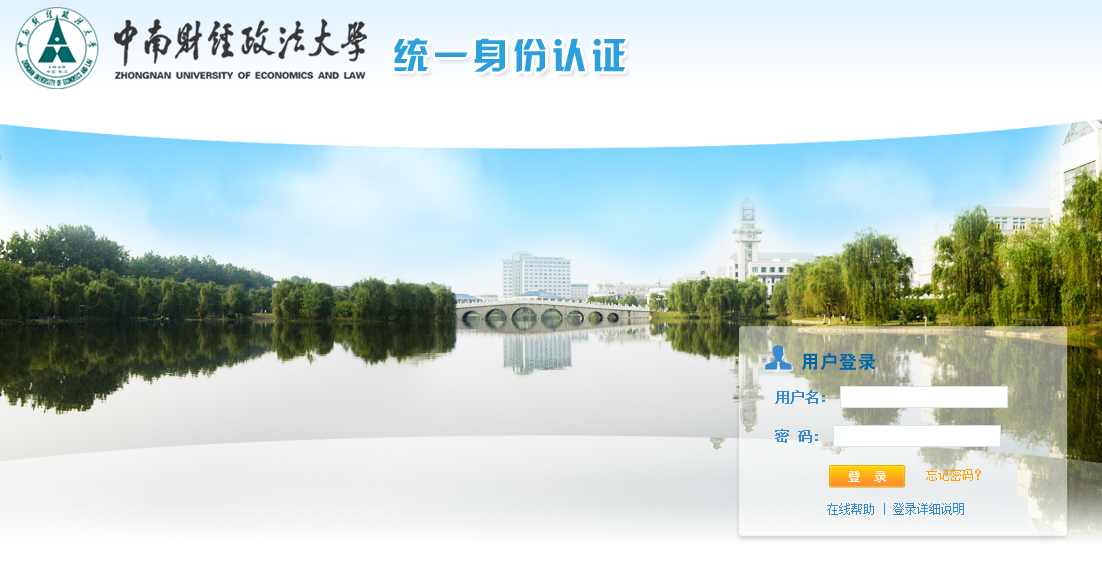 中南财经政法大学
ZHONGNAN UNIVERSITY OF ECONOMICS AND LAW
统一身份认证
用户登录
用户名：
密 码：
登 录 忘记密码?
在线帮助 | 登录详细说明